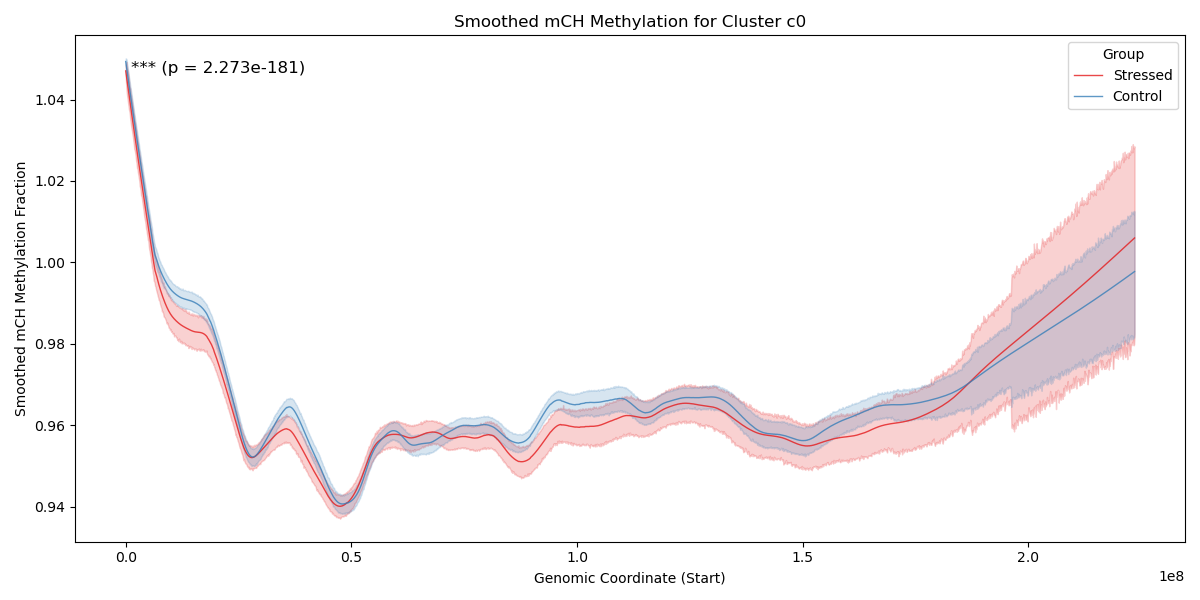 Smoothed mCH Methylation for Cluster c0
*** (p = 2.273e-181)
Group
Stressed
Control
Smoothed mCH Methylation Fraction
1.04
1.02
1.00
0.98
0.96
0.94
0.0
0.5
1.0
1.5
2.0
1e8
Genomic Coordinate (Start)